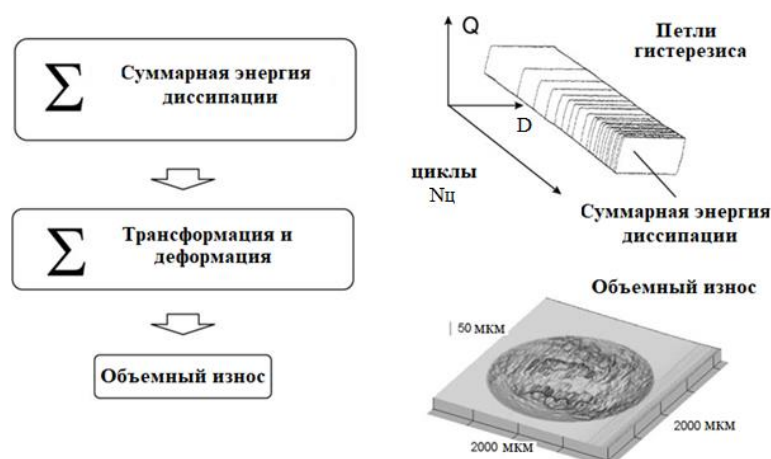 ∑ Суммарная энергия
диссипации
∑ Трансформация и
деформация
Объемный износ
Q
Петли
гистерезиса
D
циклы
Nц
Суммарная энергия
диссипации
Объемный износ
50 МКМ
2000 МКМ
2000 МКМ